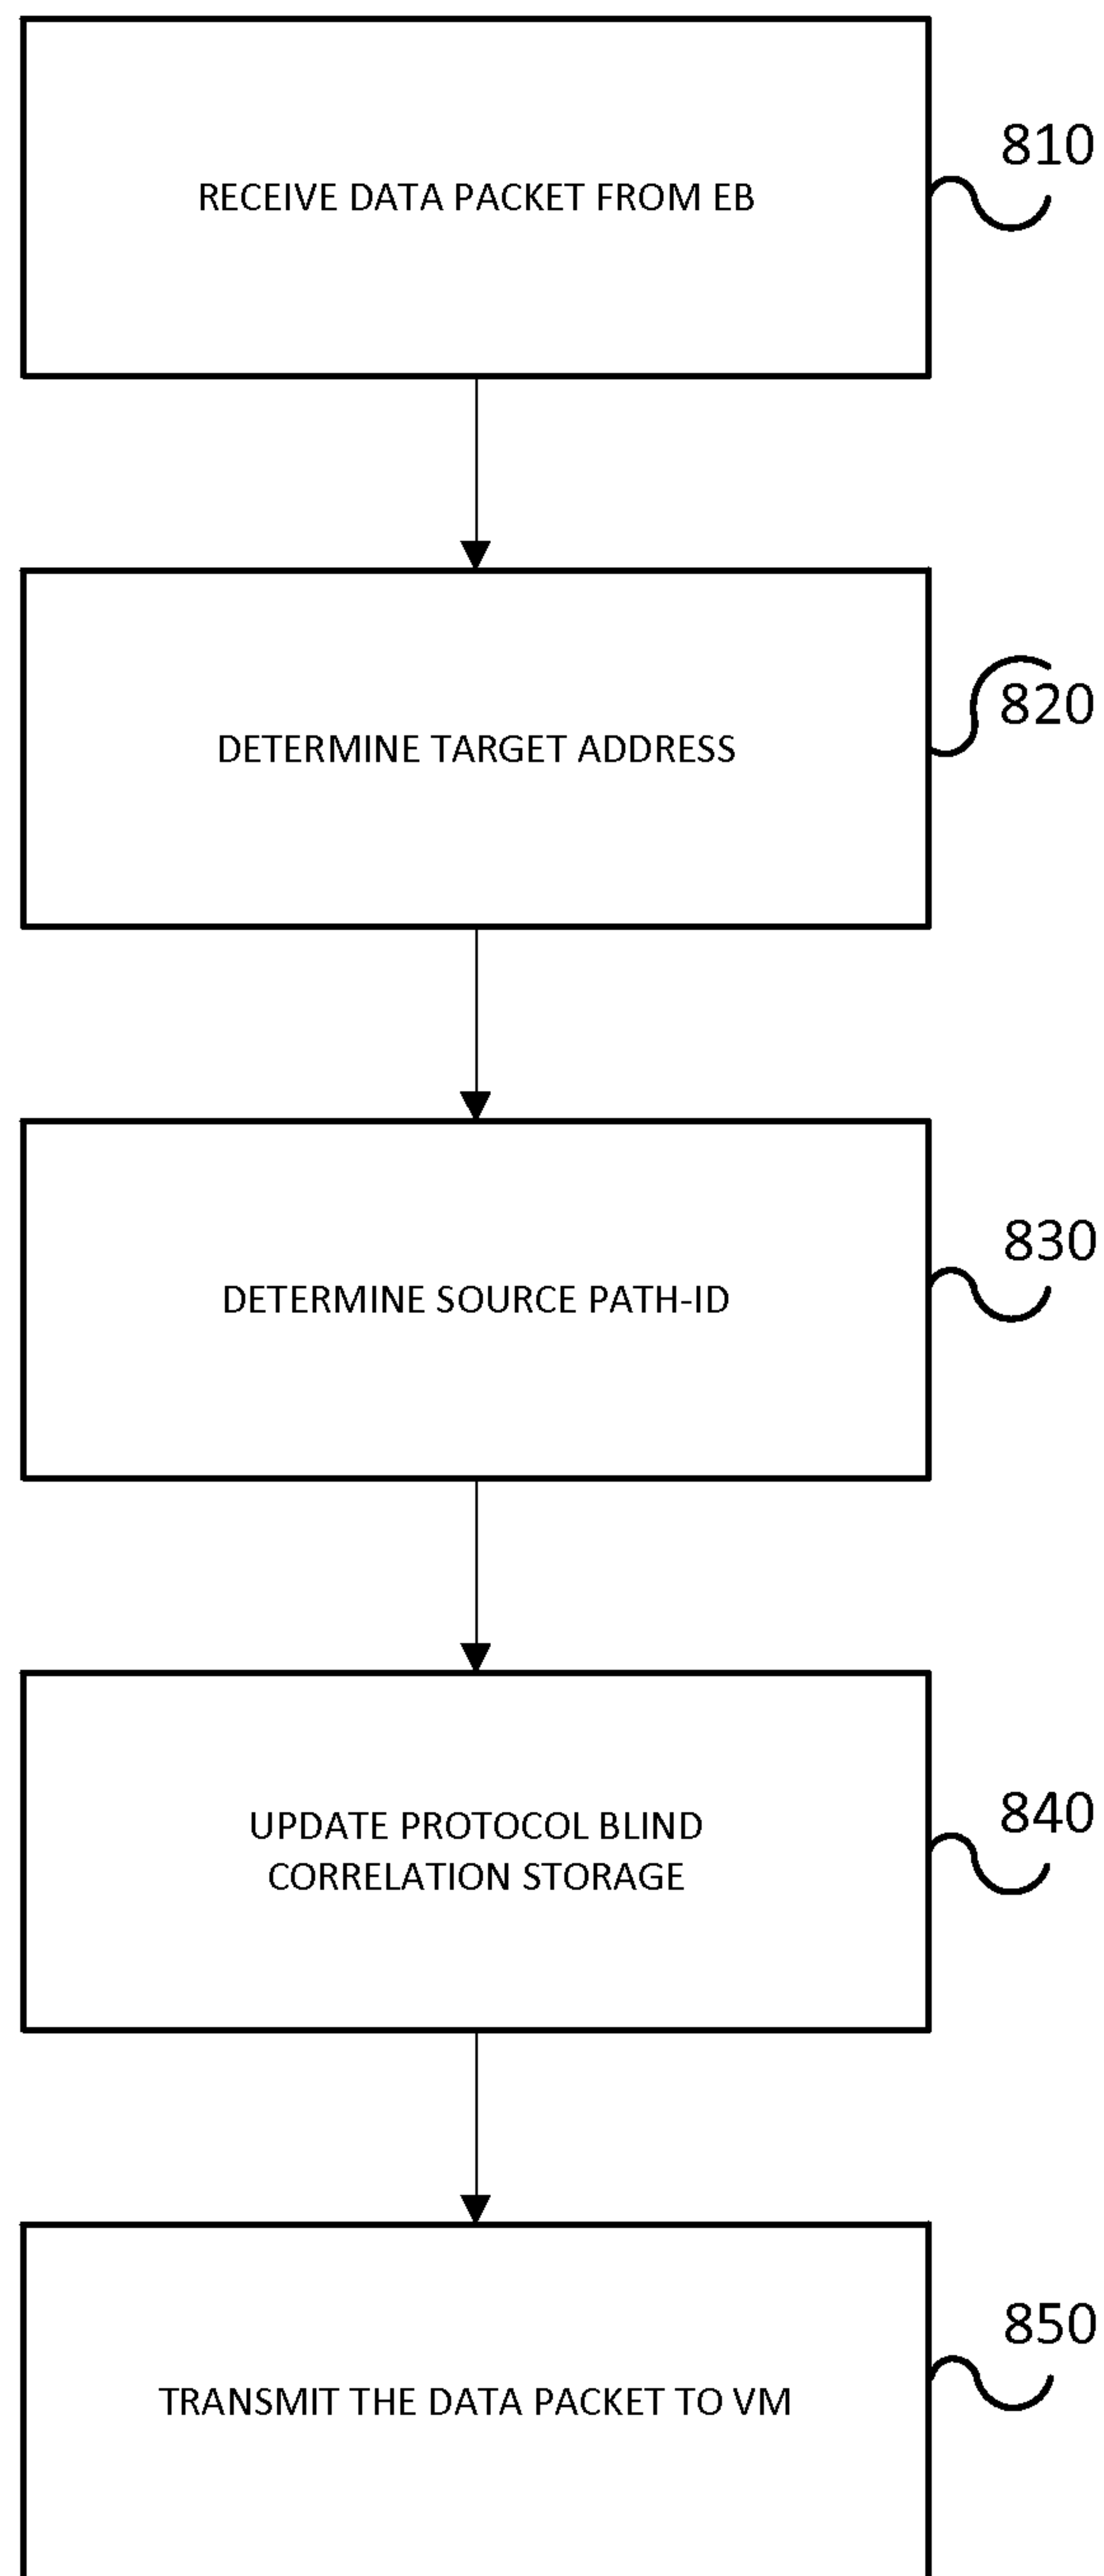 RECEIVE DATA PACKET FROM EB
810
DETERMINE TARGET ADDRESS
820
DETERMINE SOURCE PATH-ID
830
UPDATE PROTOCOL BLIND
CORRELATION STORAGE
840
TRANSMIT THE DATA PACKET TO VM
850